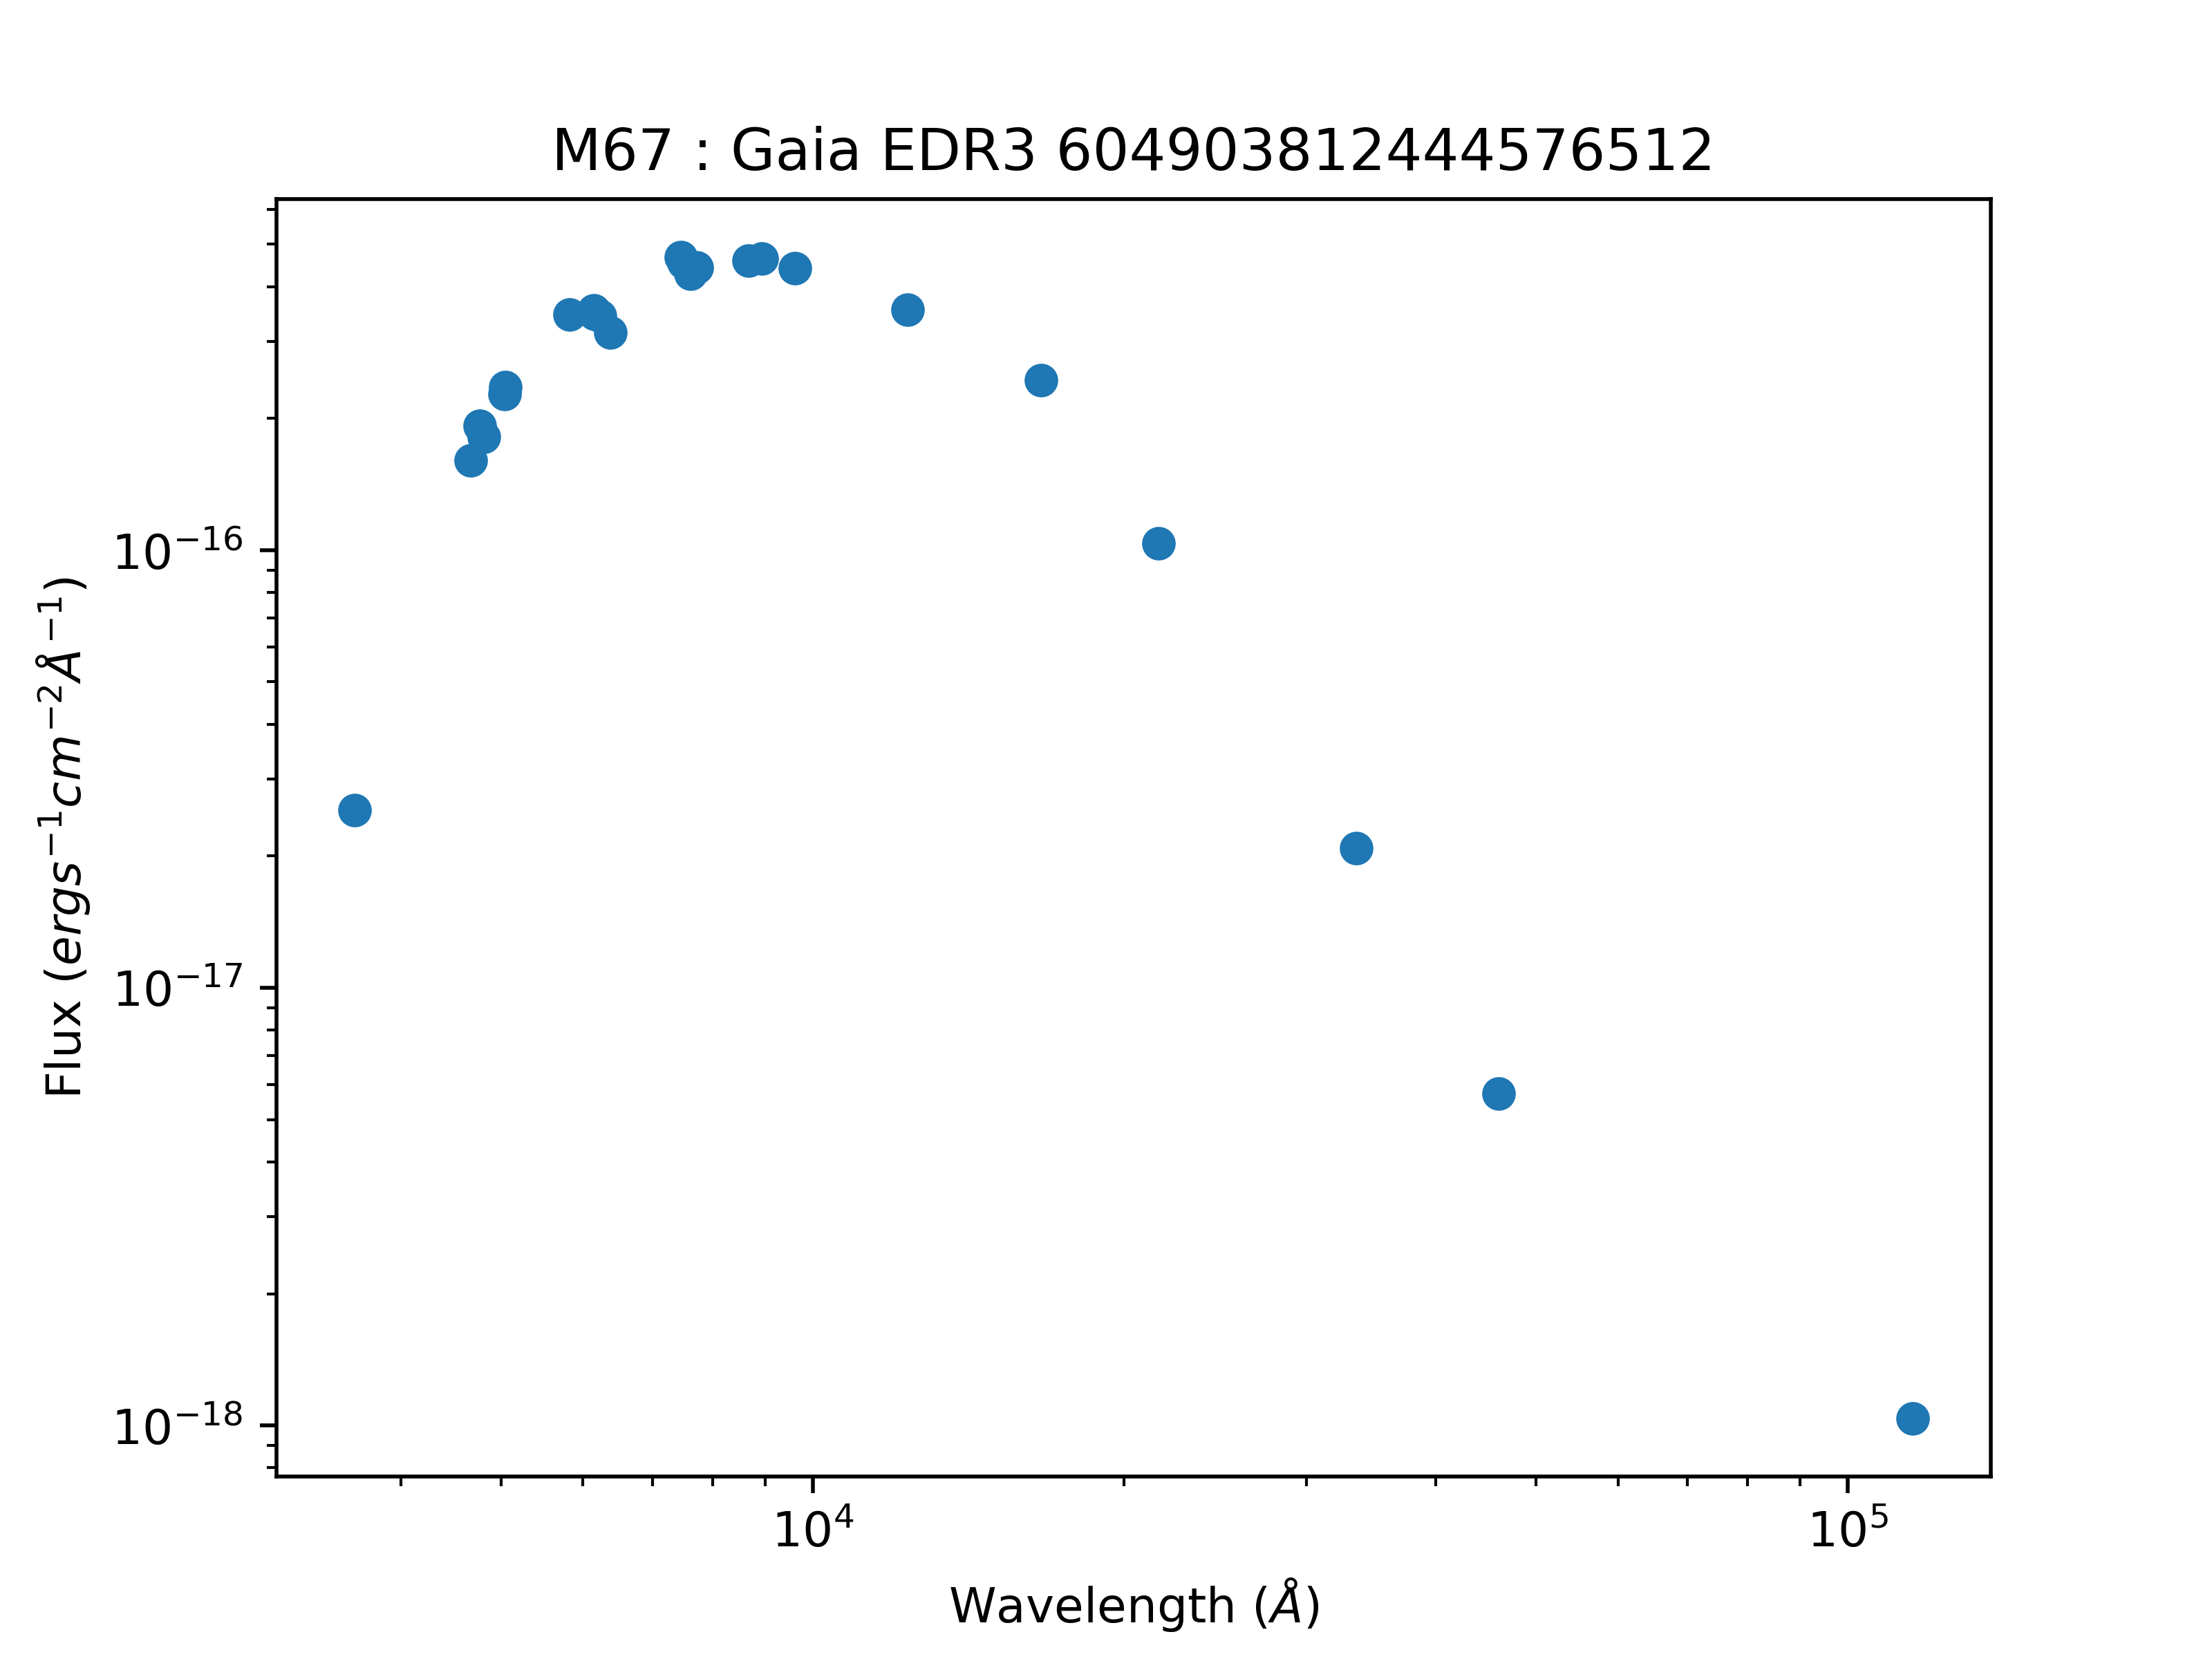 M67 : Gaia EDR3 604903812444576512
Flux (ergs⁻¹cm⁻²Å⁻¹)
10⁻¹⁶
10⁻¹⁷
10⁻¹⁸
10⁴
10⁵
Wavelength (Å)